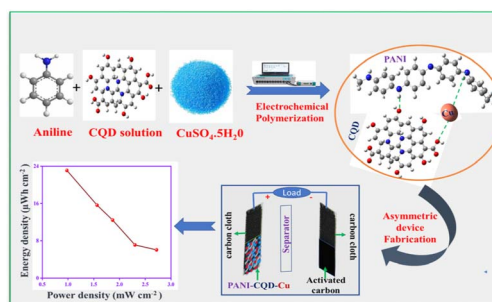 Aniline
+
CQD solution
+
CuSO₄.5H₂0
Electrochemical
Polymerization
PANI
CQD
Cu
Asymmetric
device
Fabrication
Load
+
-
carbon cloth
Separator
carbon cloth
PANI-CQD-Cu
Activated
carbon
Energy density (μWh cm⁻²)
24
16
8
0
1.0
1.5
2.0
2.5
3.0
Power density (mW cm⁻²)